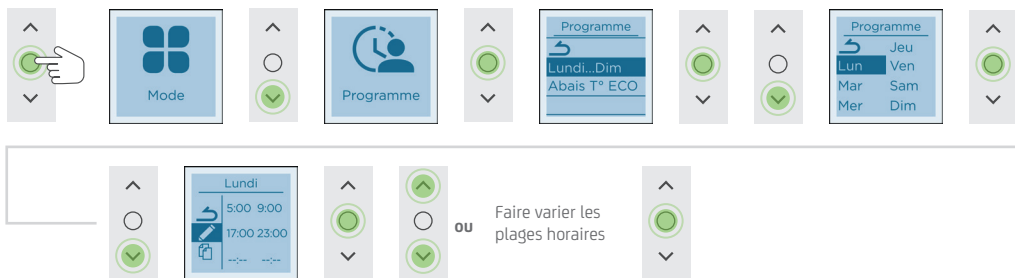 Mode
Programme
Programme
Lundi...Dim
Abais T° ECO
Programme
Jeu
Lun Ven
Mar Sam
Mer Dim
Lundi
5:00 9:00
17:00 23:00
--:-- --:--
ou
Faire varier les
plages horaires